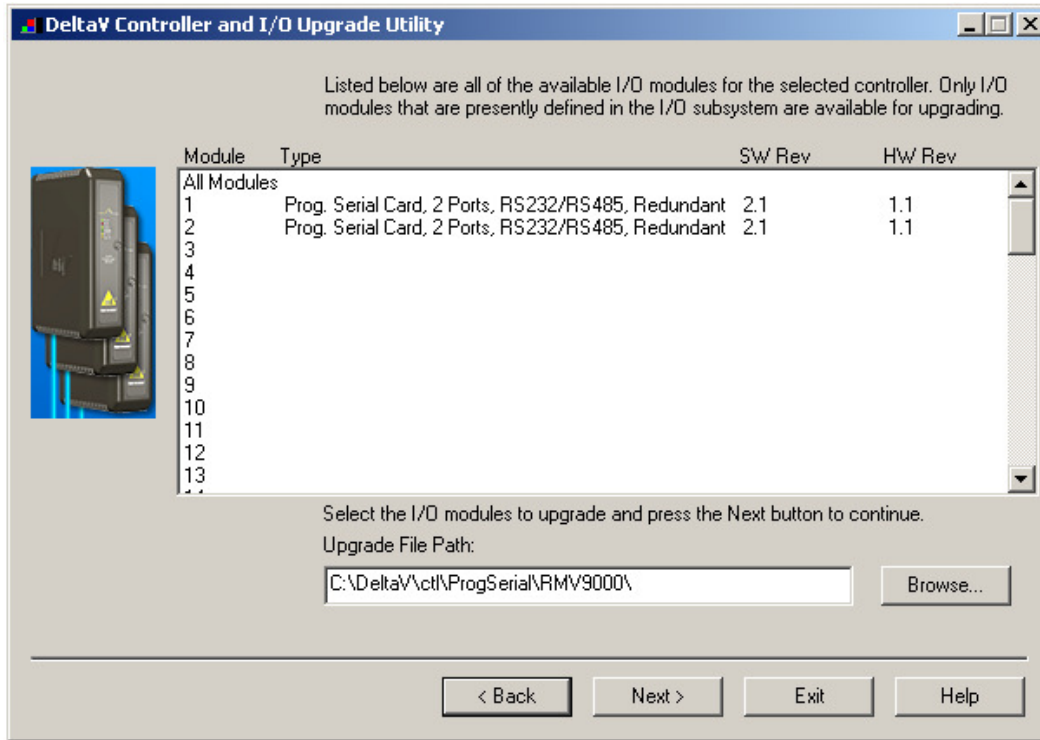 DeltaV Controller and I/O Upgrade Utility
Listed below are all of the available I/O modules for the selected controller. Only I/O
modules that are presently defined in the I/O subsystem are available for upgrading.
Module Type SW Rev HW Rev
All Modules
1 Prog. Serial Card, 2 Ports, RS232/RS485, Redundant 2.1 1.1
2 Prog. Serial Card, 2 Ports, RS232/RS485, Redundant 2.1 1.1
3
4
5
6
7
8
9
10
11
12
13
Select the I/O modules to upgrade and press the Next button to continue.
Upgrade File Path:
C:\DeltaV\ctl\ProgSerial\RMV9000\
Browse...
< Back Next > Exit Help